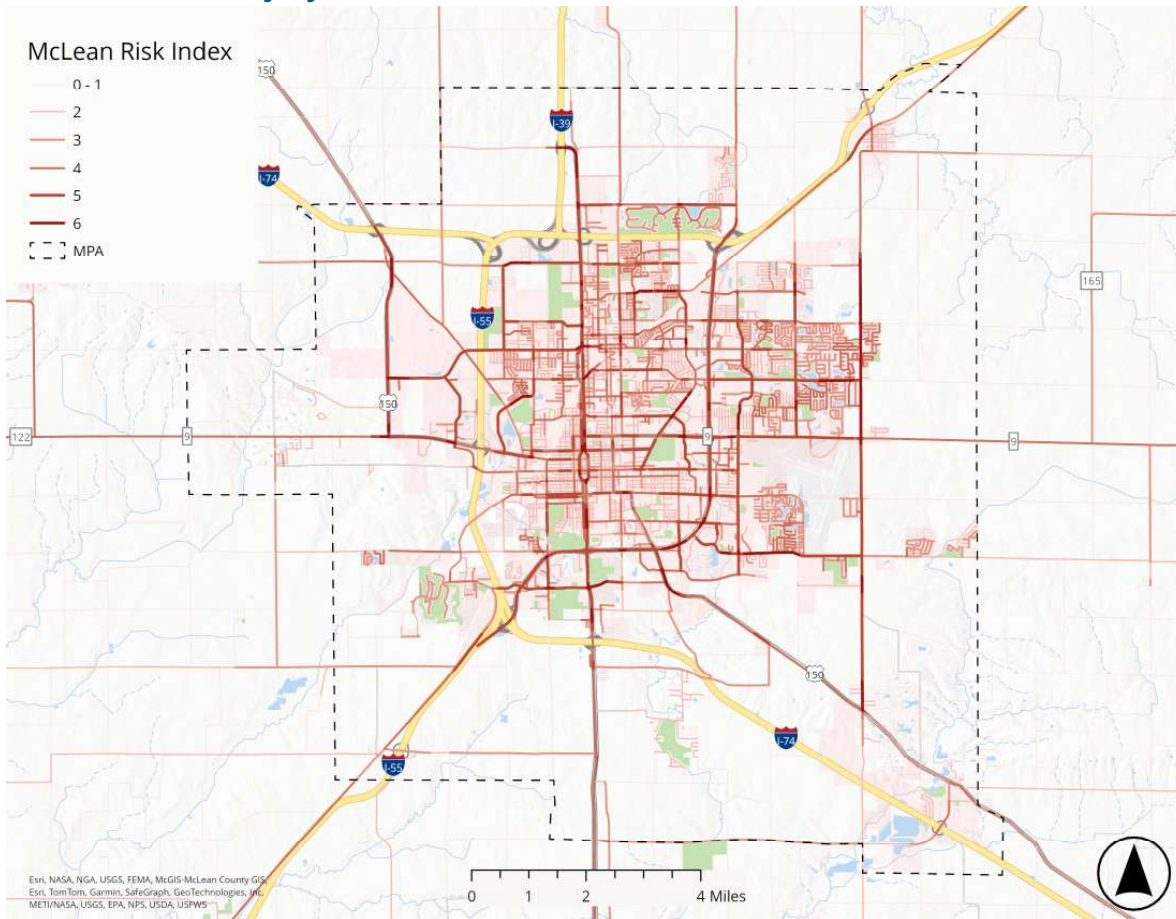 McLean Risk Index
0 - 1
2
3
4
5
6
MPA
150
I-39
I-74
I-55
165
150
122
9
9
9
150
I-74
I-55
0 1 2 4 Miles
Esri, NASA, NGA, USGS, FEMA, McGIS-McLean County GIS,
Esri, TomTom, Garmin, SafeGraph, GeoTechnologies, Inc,
METI/NASA, USGS, EPA, NPS, USDA, USFWS